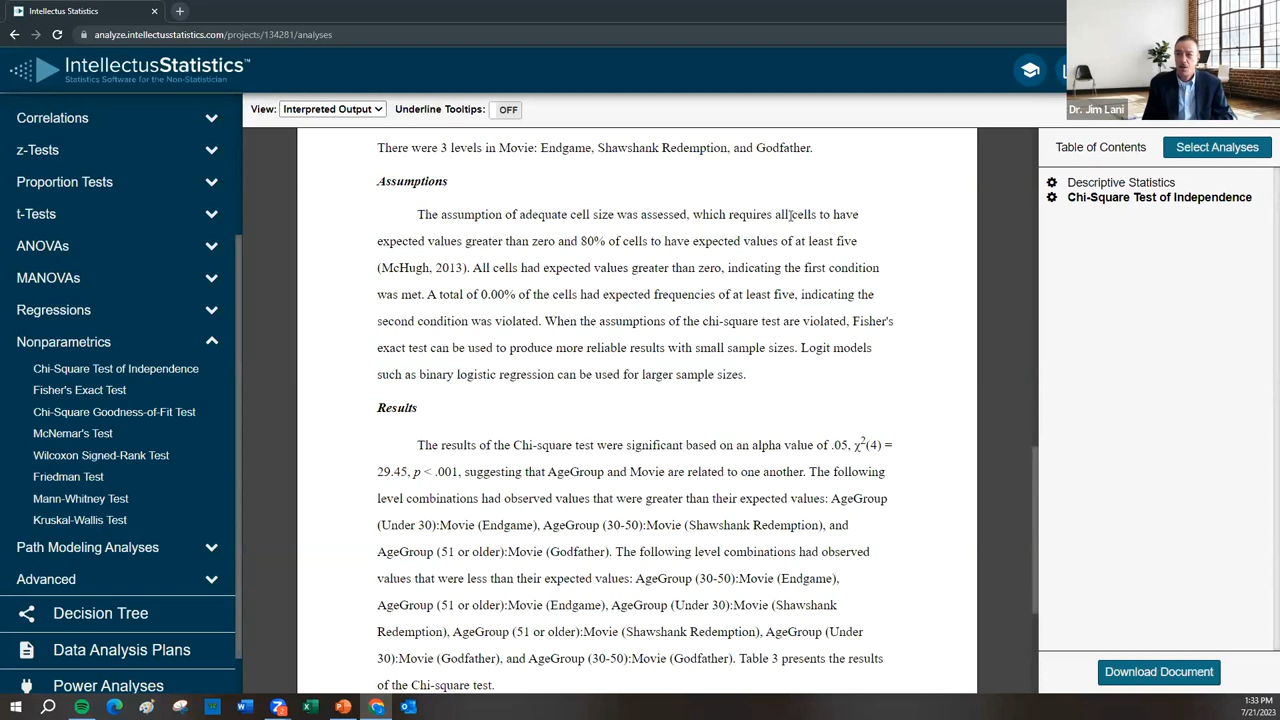 Intellectus Statistics
analyze.intellectusstatistics.com/projects/134281/analyses
IntellectusStatistics™
Statistics Software for the Non-Statistician
Dr. Jim Lani
Correlations
z-Tests
Proportion Tests
t-Tests
ANOVAs
MANOVAs
Regressions
Nonparametrics
Chi-Square Test of Independence
Fisher's Exact Test
Chi-Square Goodness-of-Fit Test
McNemar's Test
Wilcoxon Signed-Rank Test
Friedman Test
Mann-Whitney Test
Kruskal-Wallis Test
Path Modeling Analyses
Advanced
Decision Tree
Data Analysis Plans
Power Analyses
View: Interpreted Output Underline Tooltips: OFF
There were 3 levels in Movie: Endgame, Shawshank Redemption, and Godfather.
Assumptions
The assumption of adequate cell size was assessed, which requires all cells to have
expected values greater than zero and 80% of cells to have expected values of at least five
(McHugh, 2013). All cells had expected values greater than zero, indicating the first condition
was met. A total of 0.00% of the cells had expected frequencies of at least five, indicating the
second condition was violated. When the assumptions of the chi-square test are violated, Fisher's
exact test can be used to produce more reliable results with small sample sizes. Logit models
such as binary logistic regression can be used for larger sample sizes.
Results
The results of the Chi-square test were significant based on an alpha value of .05, χ²(4) =
29.45, p < .001, suggesting that AgeGroup and Movie are related to one another. The following
level combinations had observed values that were greater than their expected values: AgeGroup
(Under 30):Movie (Endgame), AgeGroup (30-50):Movie (Shawshank Redemption), and
AgeGroup (51 or older):Movie (Godfather). The following level combinations had observed
values that were less than their expected values: AgeGroup (30-50):Movie (Endgame),
AgeGroup (51 or older):Movie (Endgame), AgeGroup (Under 30):Movie (Shawshank
Redemption), AgeGroup (51 or older):Movie (Shawshank Redemption), AgeGroup (Under
30):Movie (Godfather), and AgeGroup (30-50):Movie (Godfather). Table 3 presents the results
of the Chi-square test.
Table of Contents
Select Analyses
Descriptive Statistics
Chi-Square Test of Independence
Download Document
1:33 PM
7/21/2023